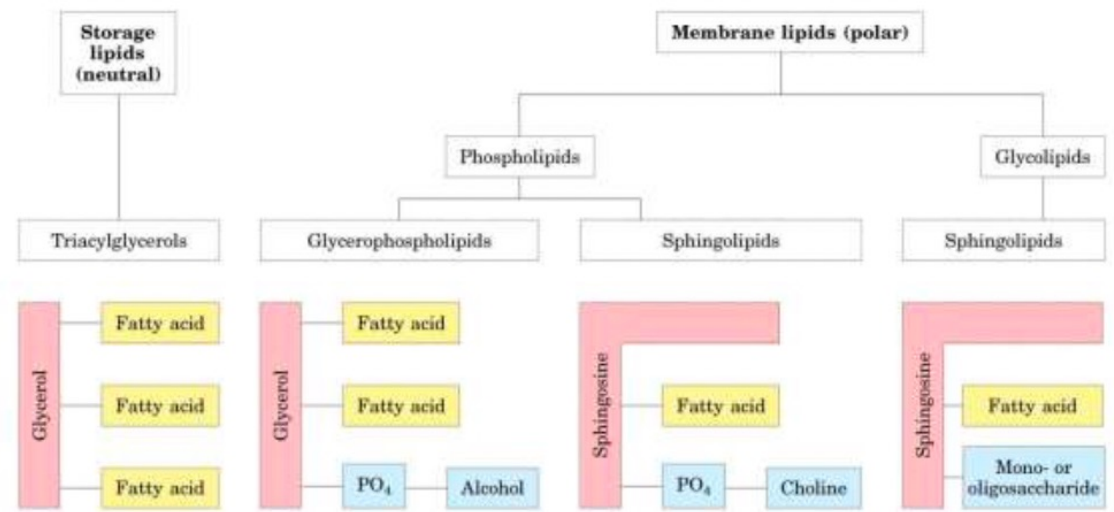 Storage
lipids
(neutral)
Membrane lipids (polar)
Phospholipids
Glycolipids
Triacylglycerols
Glycerophospholipids
Sphingolipids
Sphingolipids
Glycerol
Fatty acid
Fatty acid
Fatty acid
Glycerol
Fatty acid
Fatty acid
PO₄
Alcohol
Sphingosine
Fatty acid
PO₄
Choline
Sphingosine
Fatty acid
Mono- or
oligosaccharide